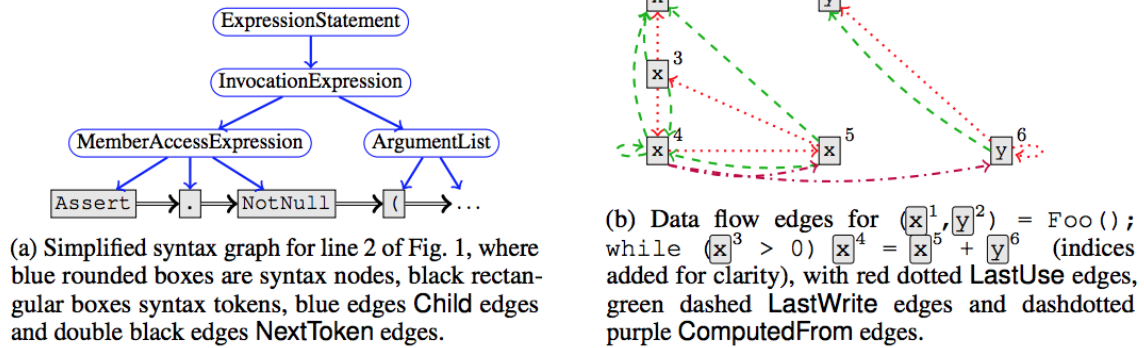 ExpressionStatement
InvocationExpression
MemberAccessExpression ArgumentList
Assert . NotNull ( ...
(a) Simplified syntax graph for line 2 of Fig. 1, where
blue rounded boxes are syntax nodes, black rectan-
gular boxes syntax tokens, blue edges Child edges
and double black edges NextToken edges.
x y
x 3
x 4 x 5 y 6
(b) Data flow edges for (x¹,y²) = Foo();
while (x³ > 0) x⁴ = x⁵ + y⁶ (indices
added for clarity), with red dotted LastUse edges,
green dashed LastWrite edges and dashdotted
purple ComputedFrom edges.